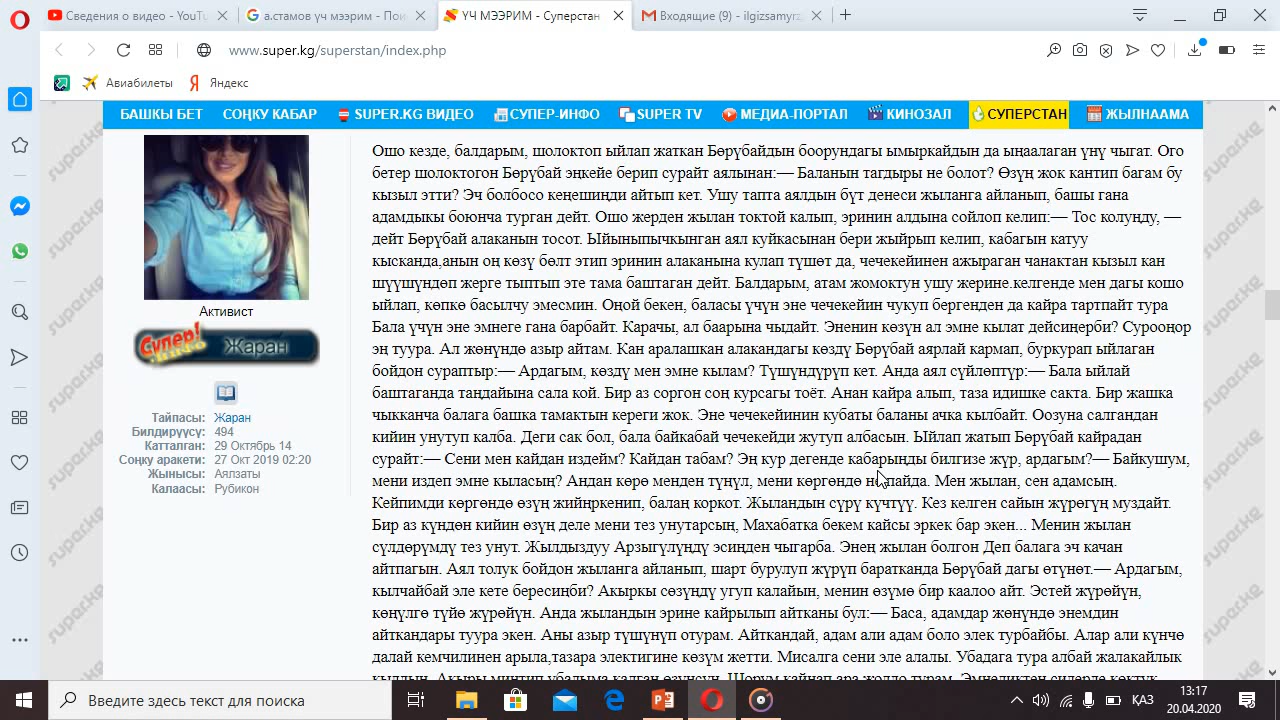 Сведения о видео - YouTu
а.стамов үч мээрим - Пои
ҮЧ МЭЭРИМ - Суперстан
Входящие (9) - ilgizsamyrz
www.super.kg/superstan/index.php
Авиабилеты
Яндекс
БАШКЫ БЕТ СОҢКУ КАБАР SUPER.KG ВИДЕО СУПЕР-ИНФО SUPER TV МЕДИА-ПОРТАЛ КИНОЗАЛ СУПЕРСТАН ЖЫЛНААМА
Активист
Супер! Жаран
Тайпасы: Жаран
Билдирүүсү: 494
Катталган: 29 Октябрь 14
Соңку аракети: 27 Окт 2019 02:20
Жынысы: Аялзаты
Калаасы: Рубикон
Ошо кезде, балдарым, шолоктоп ыйлап жаткан Бөрүбайдын боорундагы ымыркайдын да ыңаалаган үнү чыгат. Ого
бетер шолоктогон Бөрүбай эңкейе берип сурайт аялынан:— Баланын тагдыры не болот? Өзүң жок кантип багам бу
кызыл этти? Эч болбосо кеңешиңди айтып кет. Ушу тапта аялдын бүт денеси жыланга айланып, башы гана
адамдыкы боюнча турган дейт. Ошо жерден жылан токтой калып, эринин алдына сойлоп келип:— Тос колуңду, —
дейт Бөрүбай алаканын тосот. Ыйыныпычкынган аял куйкасынан бери жыйрып келип, кабагын катуу
кысканда,анын оң көзү бөлт этип эринин алаканына кулап түшөт да, чечекейинен ажыраган чанактан кызыл кан
шүүшүндөп жерге тыптып эте тама баштаган дейт. Балдарым, атам жомоктун ушу жерине.келгенде мен дагы кошо
ыйлап, көпкө басылчу эмесмин. Оңой бекен, баласы үчүн эне чечекейин чукуп бергенден да кайра тартпайт тура
Бала үчүн эне эмнеге гана барбайт. Карачы, ал баарына чыдайт. Эненин көзүн ал эмне кылат дейсиңерби? Сурооңор
эң туура. Ал жөнүндө азыр айтам. Кан аралашкан алакандагы көздү Бөрүбай аярлай кармап, буркурап ыйлаган
бойдон сураптыр:— Ардагым, көздү мен эмне кылам? Түшүндүрүп кет. Анда аял сүйлөптүр:— Бала ыйлай
баштаганда таңдайына сала кой. Бир аз соргон соң курсагы тоёт. Анан кайра алып, таза идишке сакта. Бир жашка
чыкканча балага башка тамактын кереги жок. Эне чечекейинин кубаты баланы ачка кылбайт. Оозуна салгандан
кийин унутуп калба. Деги сак бол, бала байкабай чечекейди жутуп албасын. Ыйлап жатып Бөрүбай кайрадан
сурайт:— Сени мен кайдан издейм? Кайдан табам? Эң кур дегенде кабарыңды билгизе жүр, ардагым?— Байкушум,
мени издеп эмне кыласың? Андан көрө менден түңүл, мени көргөндө не пайда. Мен жылан, сен адамсың.
Кейпимди көргөндө өзүң жийңркенип, балаң коркот. Жыландын сүрү күчтүү. Кез келген сайын жүрөгүң муздайт.
Бир аз күндөн кийин өзүң деле мени тез унутарсың, Махабатка бекем кайсы эркек бар экен... Менин жылан
сүлдөрүмдү тез унут. Жылдыздуу Арзыгүлүңдү эсиңден чыгарба. Энең жылан болгон Деп балага эч качан
айтпагын. Аял толук бойдон жыланга айланып, шарт бурулуп жүрүп баратканда Бөрүбай дагы өтүнөт.— Ардагым,
кылчайбай эле кете бересиңби? Акыркы сөзүңдү угуп калайын, менин өзүмө бир каалоо айт. Эстей жүрөйүн,
көңүлгө түйө жүрөйүн. Анда жыландын эрине кайрылып айтканы бул:— Баса, адамдар жөнүндө энемдин
айткандары туура экен. Аны азыр түшүнүп отурам. Айткандай, адам али адам боло элек турбайбы. Алар али күнчө
далай кемчилинен арыла,тазара электигине көзүм жетти. Мисалга сени эле алалы. Убадага тура албай жалакайлык
Введите здесь текст для поиска
ҚАЗ
13:17
20.04.2020